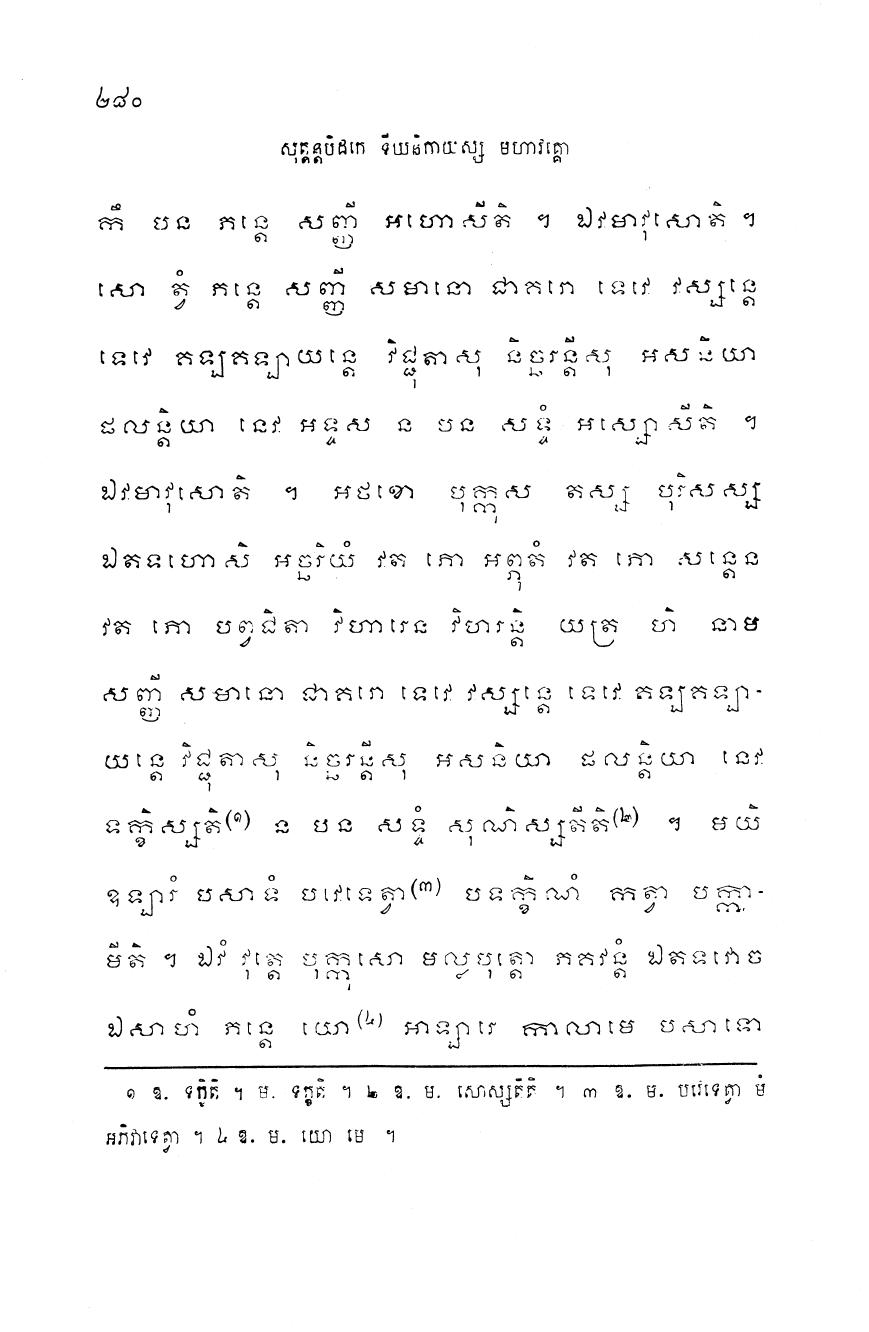 ២៨០
សុត្តន្តបិដកេ ទីឃនិកាយស្ស មហាវគ្គោ
កឹ បន ភន្តេ សញ្ញី អហោសីតិ ។ ឯវមាវុសោតិ ។
សោ ត្វំ ភន្តេ សញ្ញី សមានោ ជាគរោ ទេវេ វស្សន្តេ
ទេវេ គឡ្បគឡ្បាយន្តេ វិជ្ជុតាសុ និច្ឆរន្តីសុ អសនិយា
ផលន្តិយា នេវ អទ្ទស ន បន សទ្ទំ អស្សោសីតិ ។
ឯវមាវុសោតិ ។ អថខោ បុក្កុស តស្ស បុរិសស្ស
ឯតទហោសិ អច្ឆរិយំ វត ភោ អព្ភុតំ វត ភោ សន្តេន
វត ភោ បព្វជិតា វិហារេន វិហរន្តិ យត្រ ហិ នាម
សញ្ញី សមានោ ជាគរោ ទេវេ វស្សន្តេ ទេវេ គឡ្បគឡ្បា-
យន្តេ វិជ្ជុតាសុ និច្ឆរន្តីសុ អសនិយា ផលន្តិយា នេវ
ទក្ខិស្សតិ(១) ន បន សទ្ទំ សុណិស្សតីតិ(២) ។ មយិ
ឧឡ្បារំ បសាទំ បវេទេត្វា(៣) បទក្ខិណំ កត្វា បក្កា-
មីតិ ។ ឯវំ វុត្តេ បុក្កុសោ មល្លបុត្តោ ភគវន្តំ ឯតទវោច
ឯសាហំ ភន្តេ យោ(៤) អាឡ្បារេ កាលាមេ បសាទោ
១ ឱ. ទក្ខិតិ ។ ម. ទក្ខតិ ។ ២ ឱ. ម. សោស្សតីតិ ។ ៣ ឱ. ម. បវេទេត្វា មំ
អភិវាទេត្វា ។ ៤ ឱ. ម. យោ មេ ។